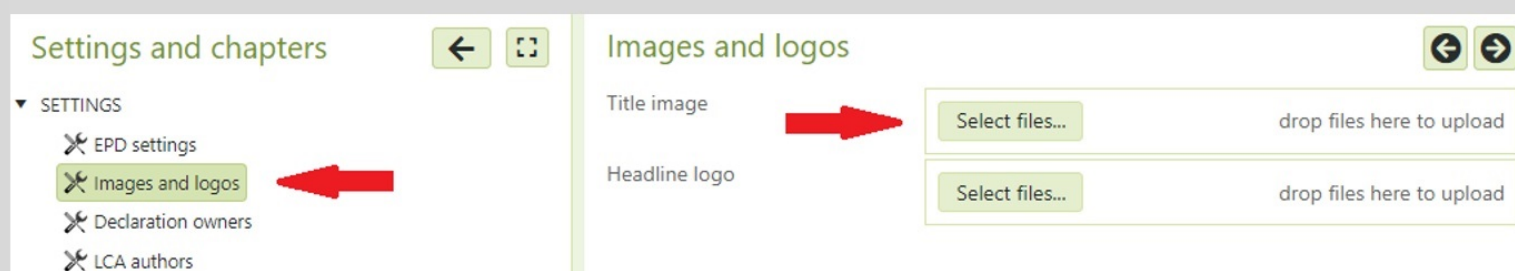 Settings and chapters
SETTINGS
EPD settings
Images and logos
Declaration owners
LCA authors
Images and logos
Title image
Select files...
drop files here to upload
Headline logo
Select files...
drop files here to upload